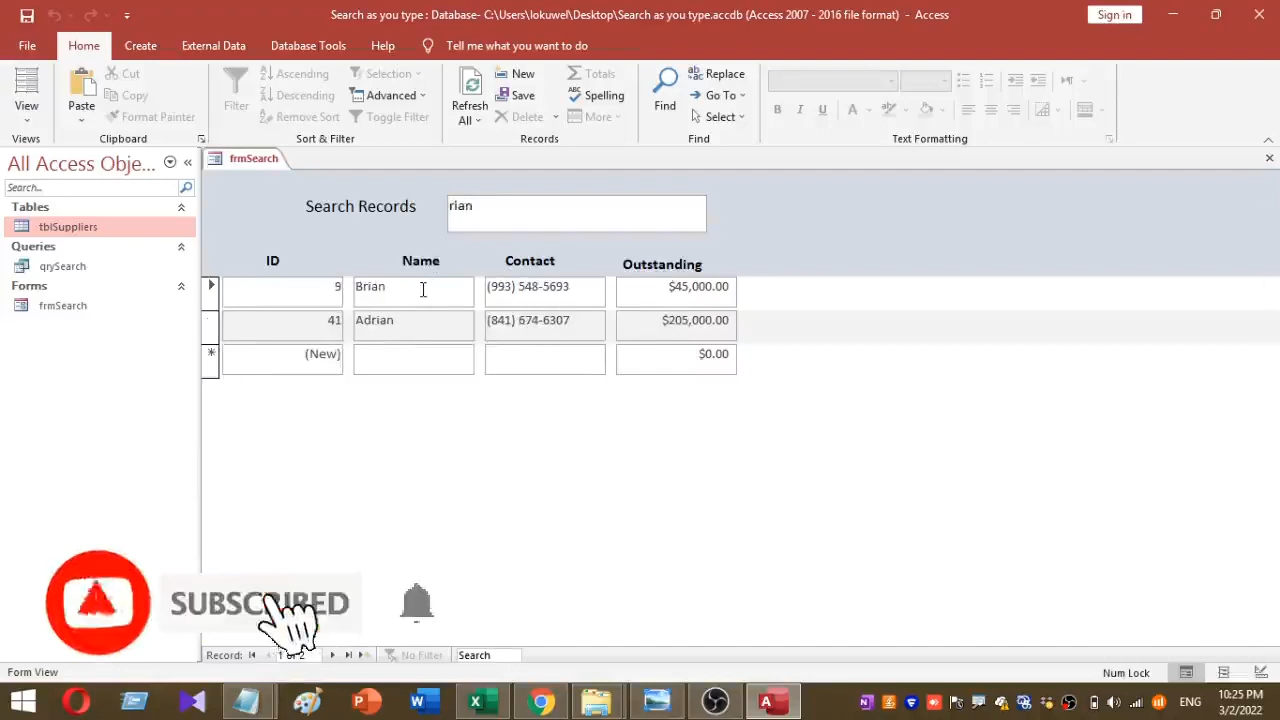 Search as you type : Database- C:\Users\lokuwel\Desktop\Search as you type.accdb (Access 2007 - 2016 file format) - Access
Sign in
File Home Create External Data Database Tools Help Tell me what you want to do
View
Views
Paste
Cut
Copy
Format Painter
Clipboard
Filter
Ascending
Descending
Remove Sort
Selection
Advanced
Toggle Filter
Sort & Filter
Refresh
All
New
Save
Delete
Totals
Spelling
More
Records
Find
Replace
Go To
Select
Find
B I U A
Text Formatting
All Access Obje...
Search...
Tables
tblSuppliers
Queries
qrySearch
Forms
frmSearch
frmSearch
Search Records rian
ID Name Contact Outstanding
9 Brian (993) 548-5693 $45,000.00
41 Adrian (841) 674-6307 $205,000.00
* (New) $0.00
SUBSCRIBED
Record: 1 of 2 No Filter Search
Form View
Num Lock
ENG
10:25 PM
3/2/2022